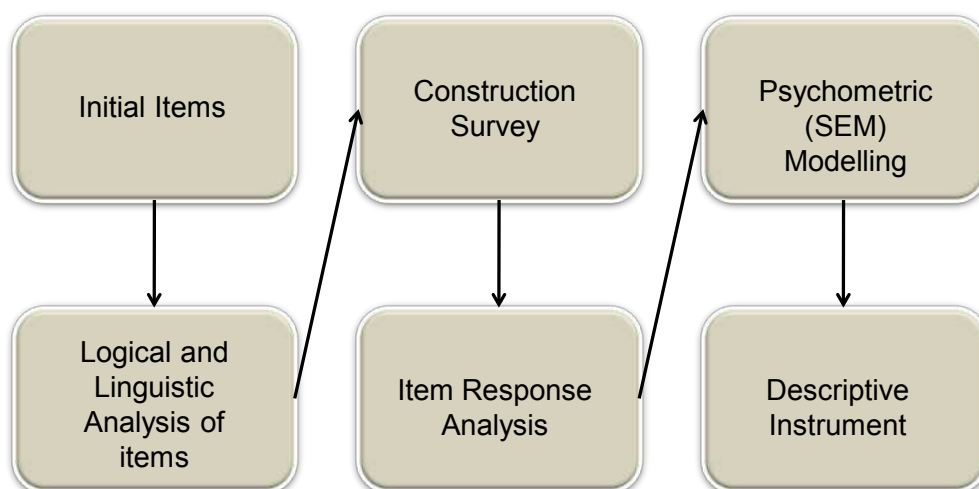 Initial Items
Construction
Survey
Psychometric
(SEM)
Modelling
Logical and
Linguistic
Analysis of
items
Item Response
Analysis
Descriptive
Instrument